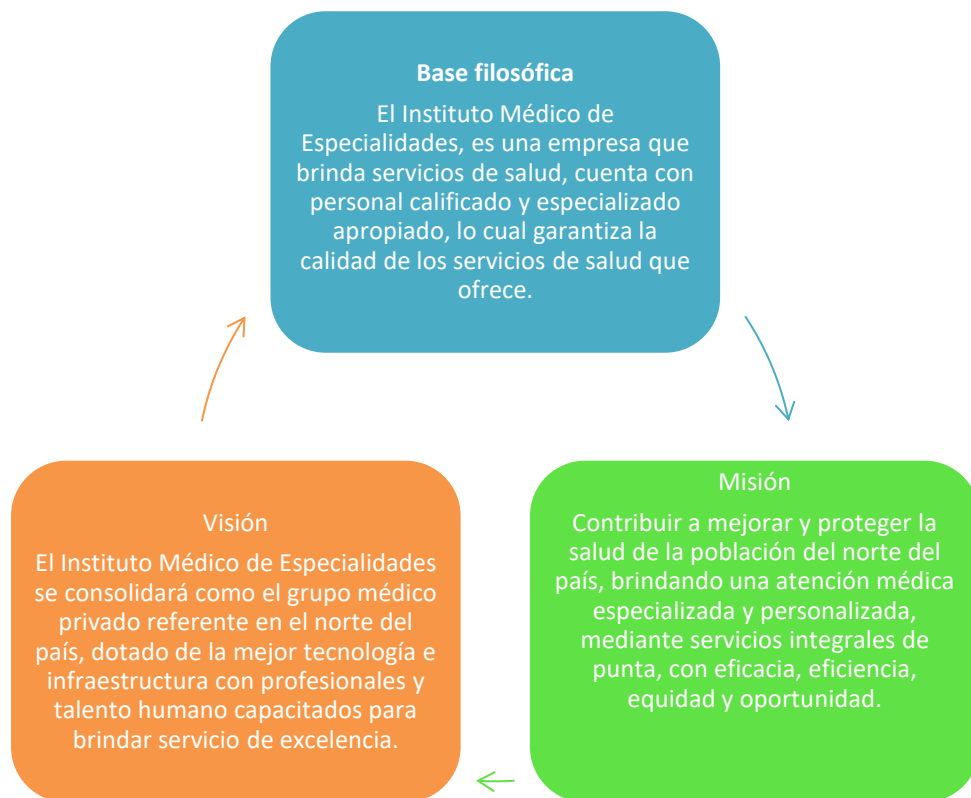 Base filosófica
El Instituto Médico de
Especialidades, es una empresa que
brinda servicios de salud, cuenta con
personal calificado y especializado
apropiado, lo cual garantiza la
calidad de los servicios de salud que
ofrece.
Misión
Contribuir a mejorar y proteger la
salud de la población del norte del
país, brindando una atención médica
especializada y personalizada,
mediante servicios integrales de
punta, con eficacia, eficiencia,
equidad y oportunidad.
Visión
El Instituto Médico de Especialidades
se consolidará como el grupo médico
privado referente en el norte del
país, dotado de la mejor tecnología e
infraestructura con profesionales y
talento humano capacitados para
brindar servicio de excelencia.